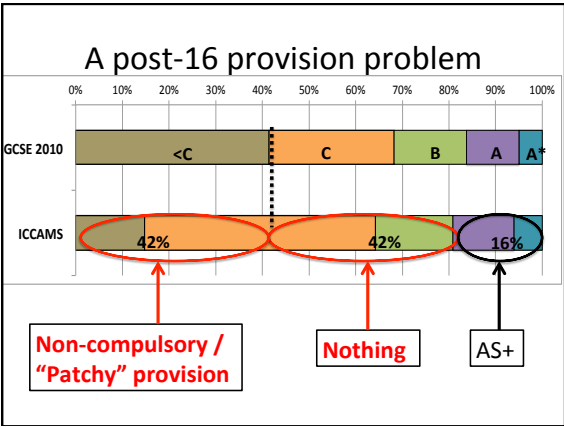 A post-16 provision problem
0% 10% 20% 30% 40% 50% 60% 70% 80% 90% 100%
GCSE 2010 <C C B A A*
ICCAMS 42% 42% 16%
Non-compulsory / Nothing AS+
“Patchy” provision